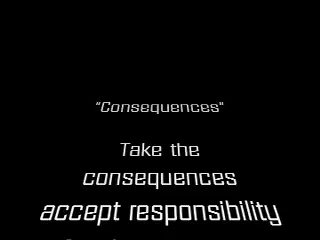 "Consequences"
Take the
consequences
accept responsibility